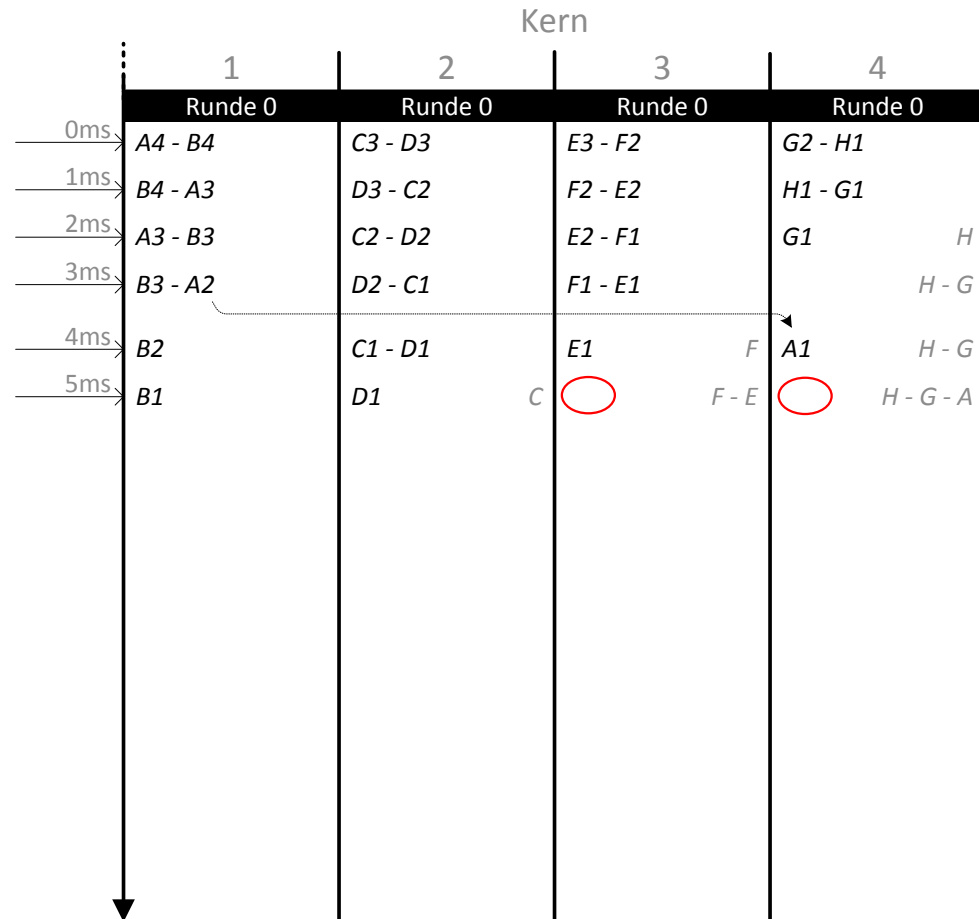 Kern
1 2 3 4
Runde 0 Runde 0 Runde 0 Runde 0
0ms A4 - B4 C3 - D3 E3 - F2 G2 - H1
1ms B4 - A3 D3 - C2 F2 - E2 H1 - G1
2ms A3 - B3 C2 - D2 E2 - F1 G1 H
3ms B3 - A2 D2 - C1 F1 - E1 H - G
4ms B2 C1 - D1 E1 F A1 H - G
5ms B1 D1 C F - E H - G - A